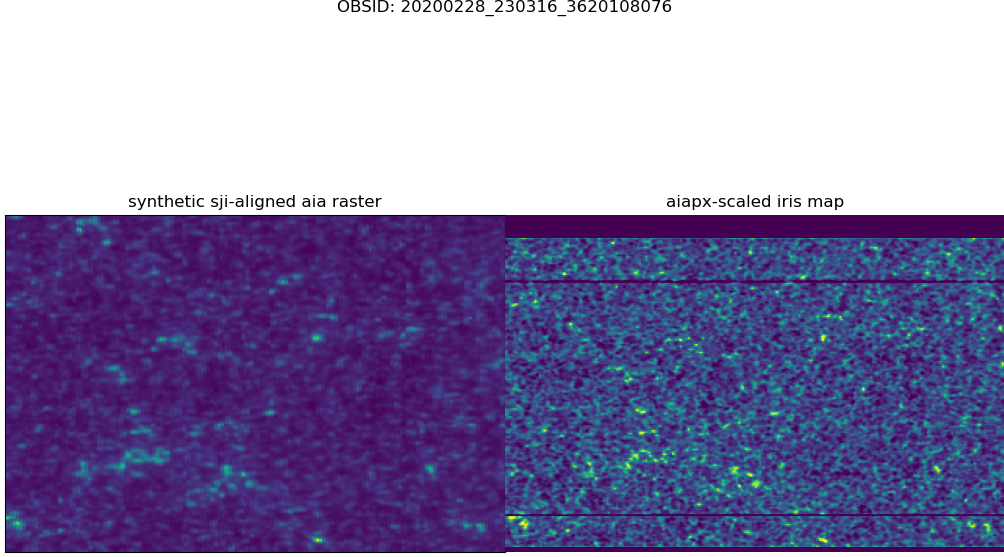 OBSID: 20200228_230316_3620108076
synthetic sji-aligned aia raster
aiapx-scaled iris map